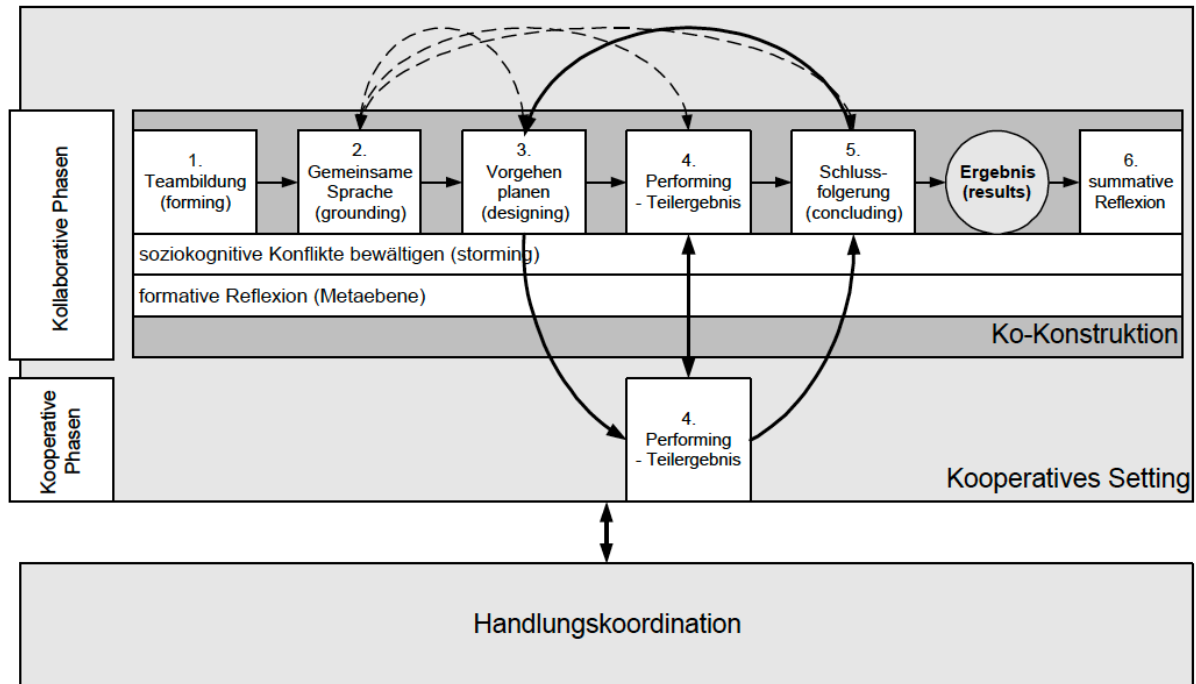 Kollaborative Phasen
1.
Teambildung
(forming)
2.
Gemeinsame
Sprache
(grounding)
3.
Vorgehen
planen
(designing)
4.
Performing
- Teilergebnis
5.
Schluss-
folgerung
(concluding)
Ergebnis
(results)
6.
summative
Reflexion
soziokognitive Konflikte bewältigen (storming)
formative Reflexion (Metaebene)
Ko-Konstruktion
Kooperative
Phasen
4.
Performing
- Teilergebnis
Kooperatives Setting
Handlungskoordination